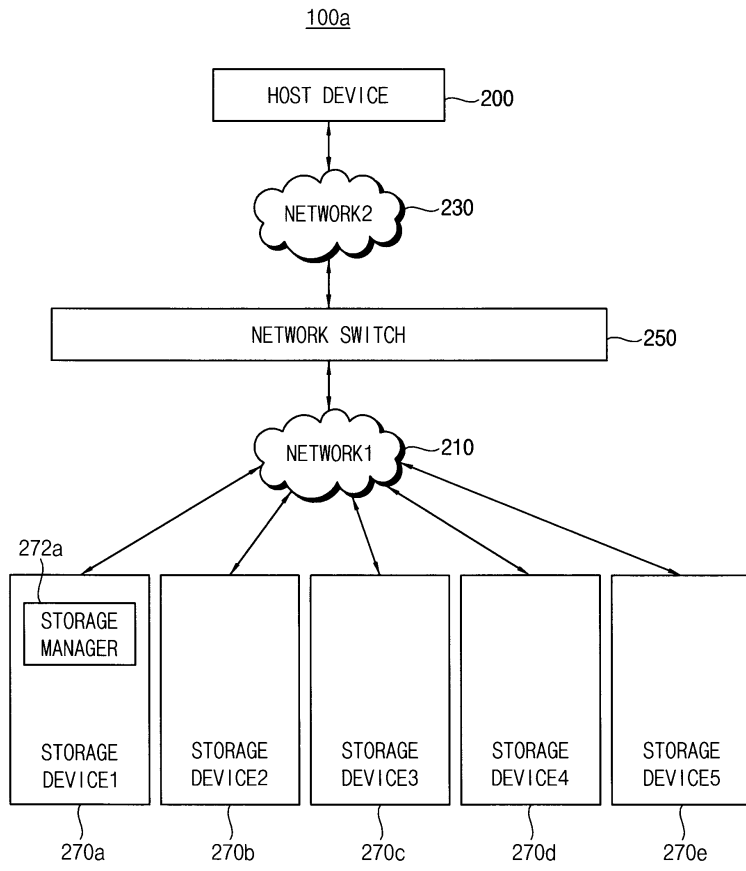 100a
HOST DEVICE
200
NETWORK2
230
NETWORK SWITCH
250
NETWORK1
210
272a
STORAGE
MANAGER
STORAGE
DEVICE1
STORAGE
DEVICE2
STORAGE
DEVICE3
STORAGE
DEVICE4
STORAGE
DEVICE5
270a
270b
270c
270d
270e